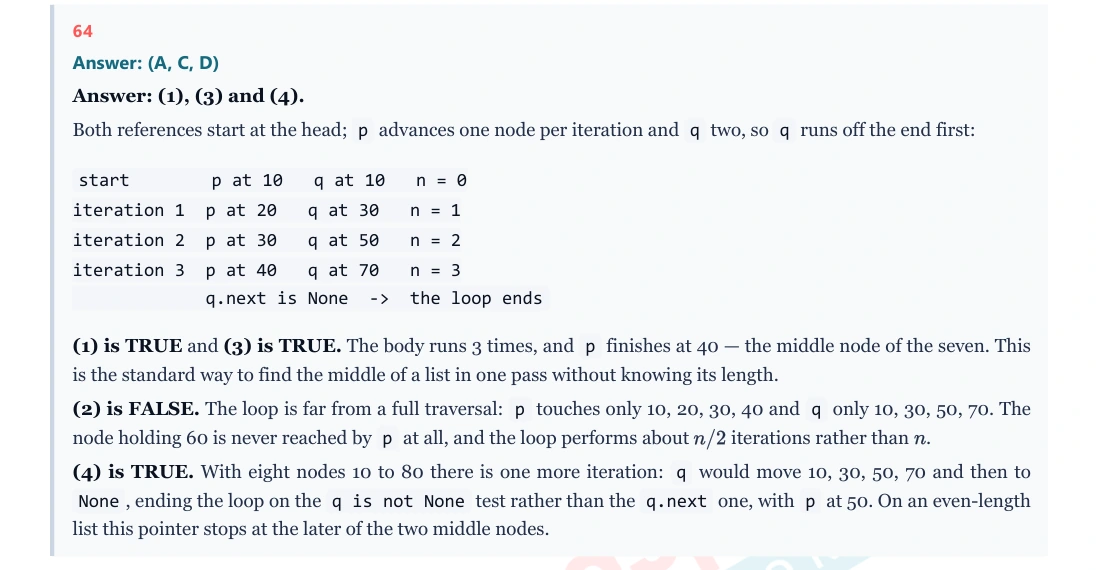 64
Answer: (A, C, D)
Answer: (1), (3) and (4).
Both references start at the head; p advances one node per iteration and q two, so q runs off the end first:
start p at 10 q at 10 n = 0
iteration 1 p at 20 q at 30 n = 1
iteration 2 p at 30 q at 50 n = 2
iteration 3 p at 40 q at 70 n = 3
q.next is None -> the loop ends
(1) is TRUE and (3) is TRUE. The body runs 3 times, and p finishes at 40 — the middle node of the seven. This
is the standard way to find the middle of a list in one pass without knowing its length.
(2) is FALSE. The loop is far from a full traversal: p touches only 10, 20, 30, 40 and q only 10, 30, 50, 70. The
node holding 60 is never reached by p at all, and the loop performs about n/2 iterations rather than n.
(4) is TRUE. With eight nodes 10 to 80 there is one more iteration: q would move 10, 30, 50, 70 and then to
None , ending the loop on the q is not None test rather than the q.next one, with p at 50. On an even-length
list this pointer stops at the later of the two middle nodes.